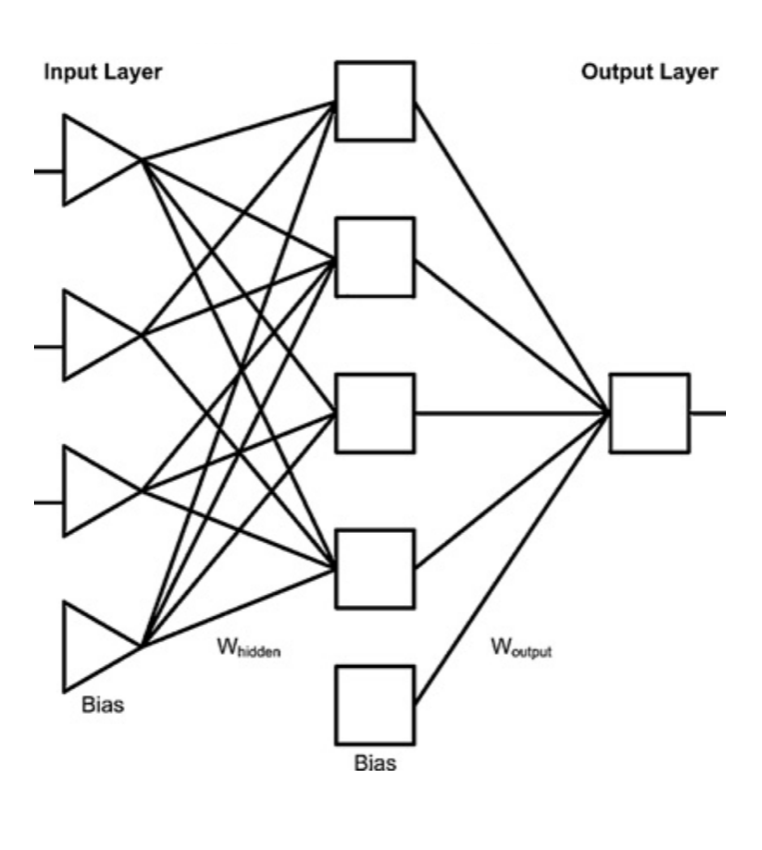 Input Layer
Output Layer
Whidden
Woutput
Bias
Bias